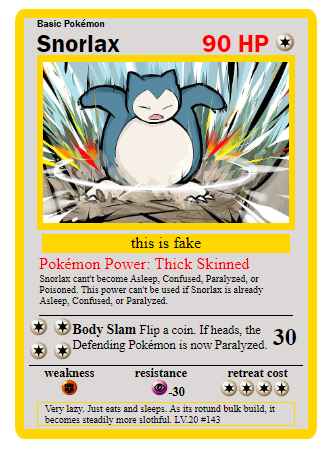 Basic Pokémon
Snorlax 90 HP
this is fake
Pokémon Power: Thick Skinned
Snorlax can't become Asleep, Confused, Paralyzed, or
Poisoned. This power can't be used if Snorlax is already
Asleep, Confused, or Paralyzed.
Body Slam Flip a coin. If heads, the
Defending Pokémon is now Paralyzed. 30
weakness resistance retreat cost
-30
Very lazy. Just eats and sleeps. As its rotund bulk build, it
becomes steadily more slothful. LV.20 #143